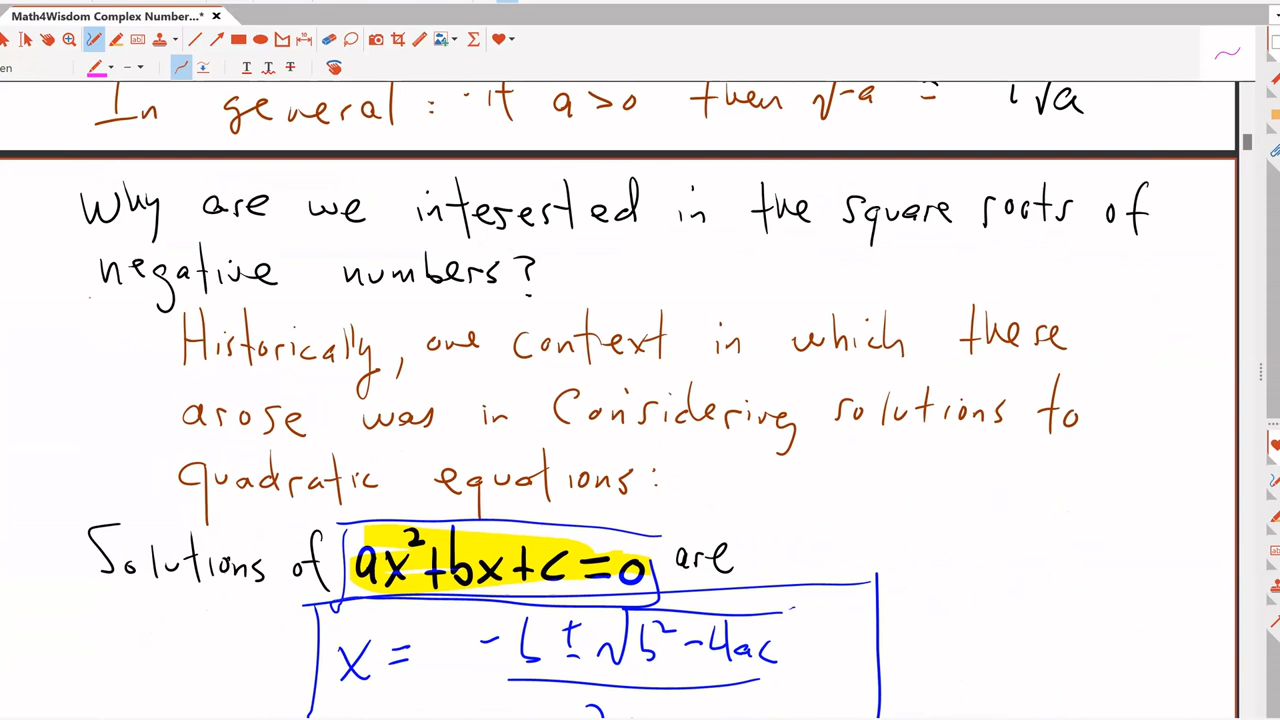 Math4Wisdom Complex Number...*
en
In general: if a > 0 then √-a = i√a
Why are we interested in the square roots of
negative numbers?
Historically, one context in which these
arose was in Considering solutions to
quadratic equations:
Solutions of ax²+bx+c=0 are
x = -b ± √b²-4ac
2